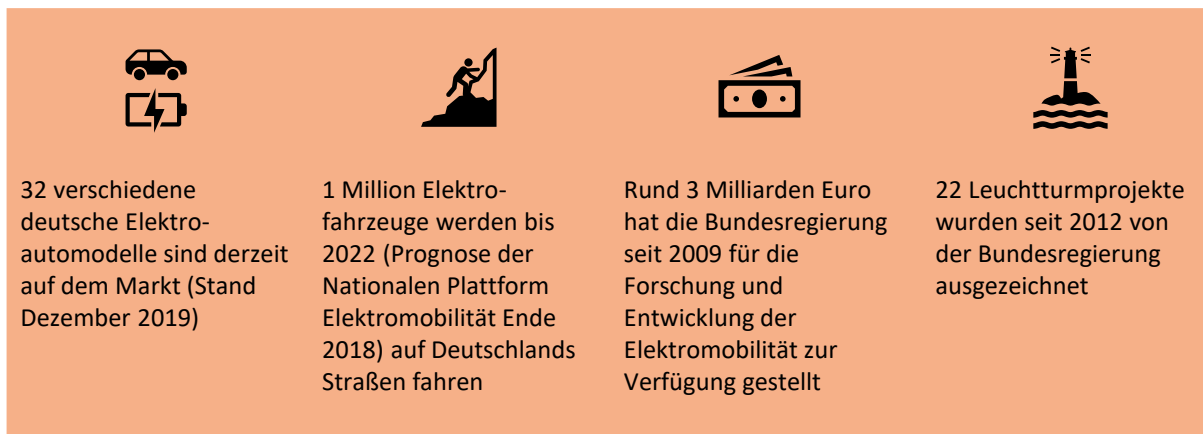 32 verschiedene
deutsche Elektro-
automodelle sind derzeit
auf dem Markt (Stand
Dezember 2019)
1 Million Elektro-
fahrzeuge werden bis
2022 (Prognose der
Nationalen Plattform
Elektromobilität Ende
2018) auf Deutschlands
Straßen fahren
Rund 3 Milliarden Euro
hat die Bundesregierung
seit 2009 für die
Forschung und
Entwicklung der
Elektromobilität zur
Verfügung gestellt
22 Leuchtturmprojekte
wurden seit 2012 von
der Bundesregierung
ausgezeichnet